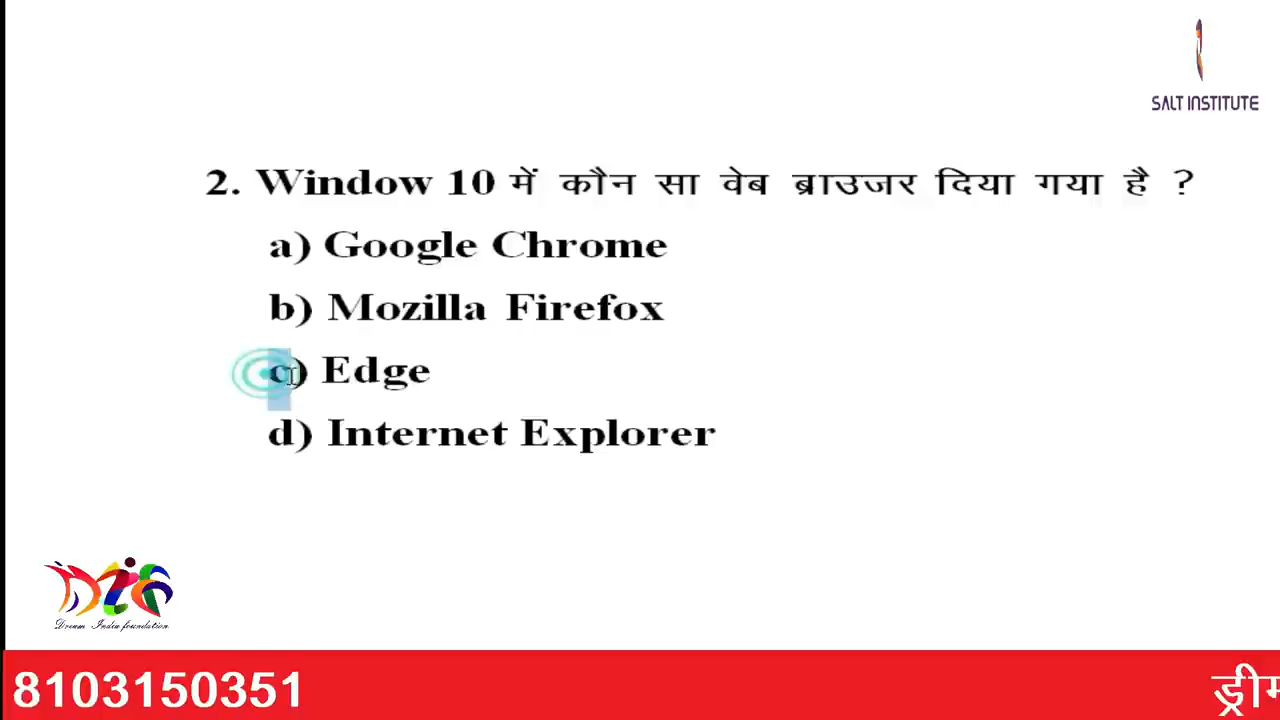 SALT INSTITUTE
2. Window 10 में कौन सा वेब ब्राउजर दिया गया है ?
a) Google Chrome
b) Mozilla Firefox
c) Edge
d) Internet Explorer
Dream India foundation
8103150351